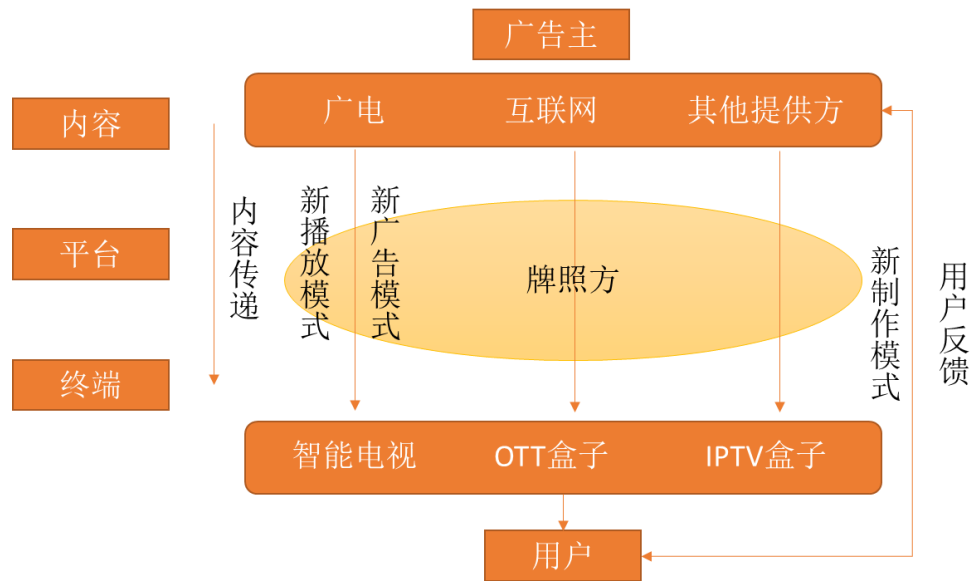 广告主
内容
广电
互联网
其他提供方
内容传递
新播放模式
新广告模式
平台
牌照方
新制作模式
用户反馈
终端
智能电视
OTT盒子
IPTV盒子
用户